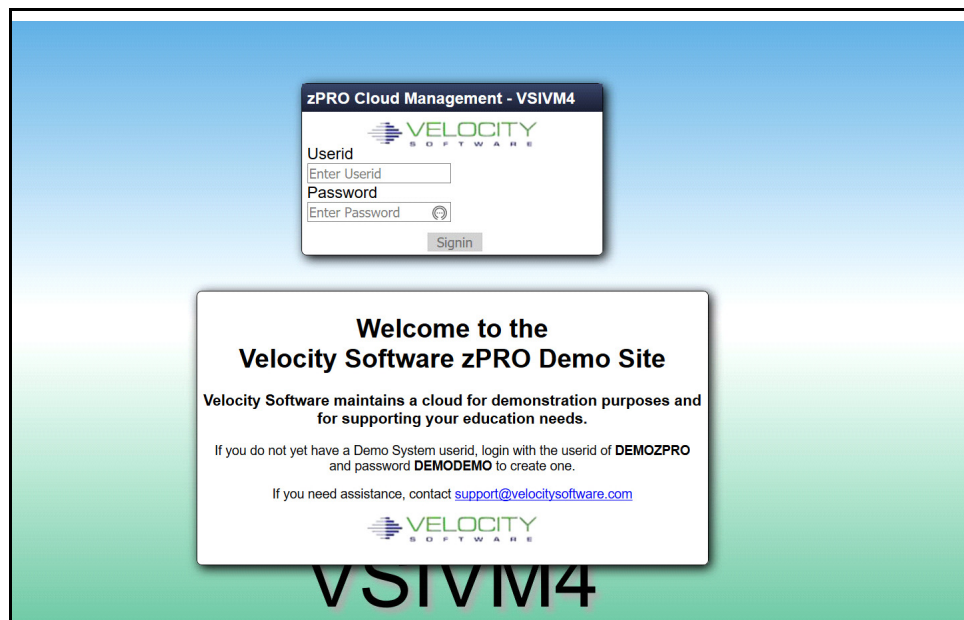 zPRO Cloud Management - VSIVM4
VELOCITY
SOFTWARE
Userid
Enter Userid
Password
Enter Password
Signin
Welcome to the
Velocity Software zPRO Demo Site
Velocity Software maintains a cloud for demonstration purposes and
for supporting your education needs.
If you do not yet have a Demo System userid, login with the userid of DEMOZPRO
and password DEMODEMO to create one.
If you need assistance, contact support@velocitysoftware.com
VELOCITY
SOFTWARE
VSIVM4